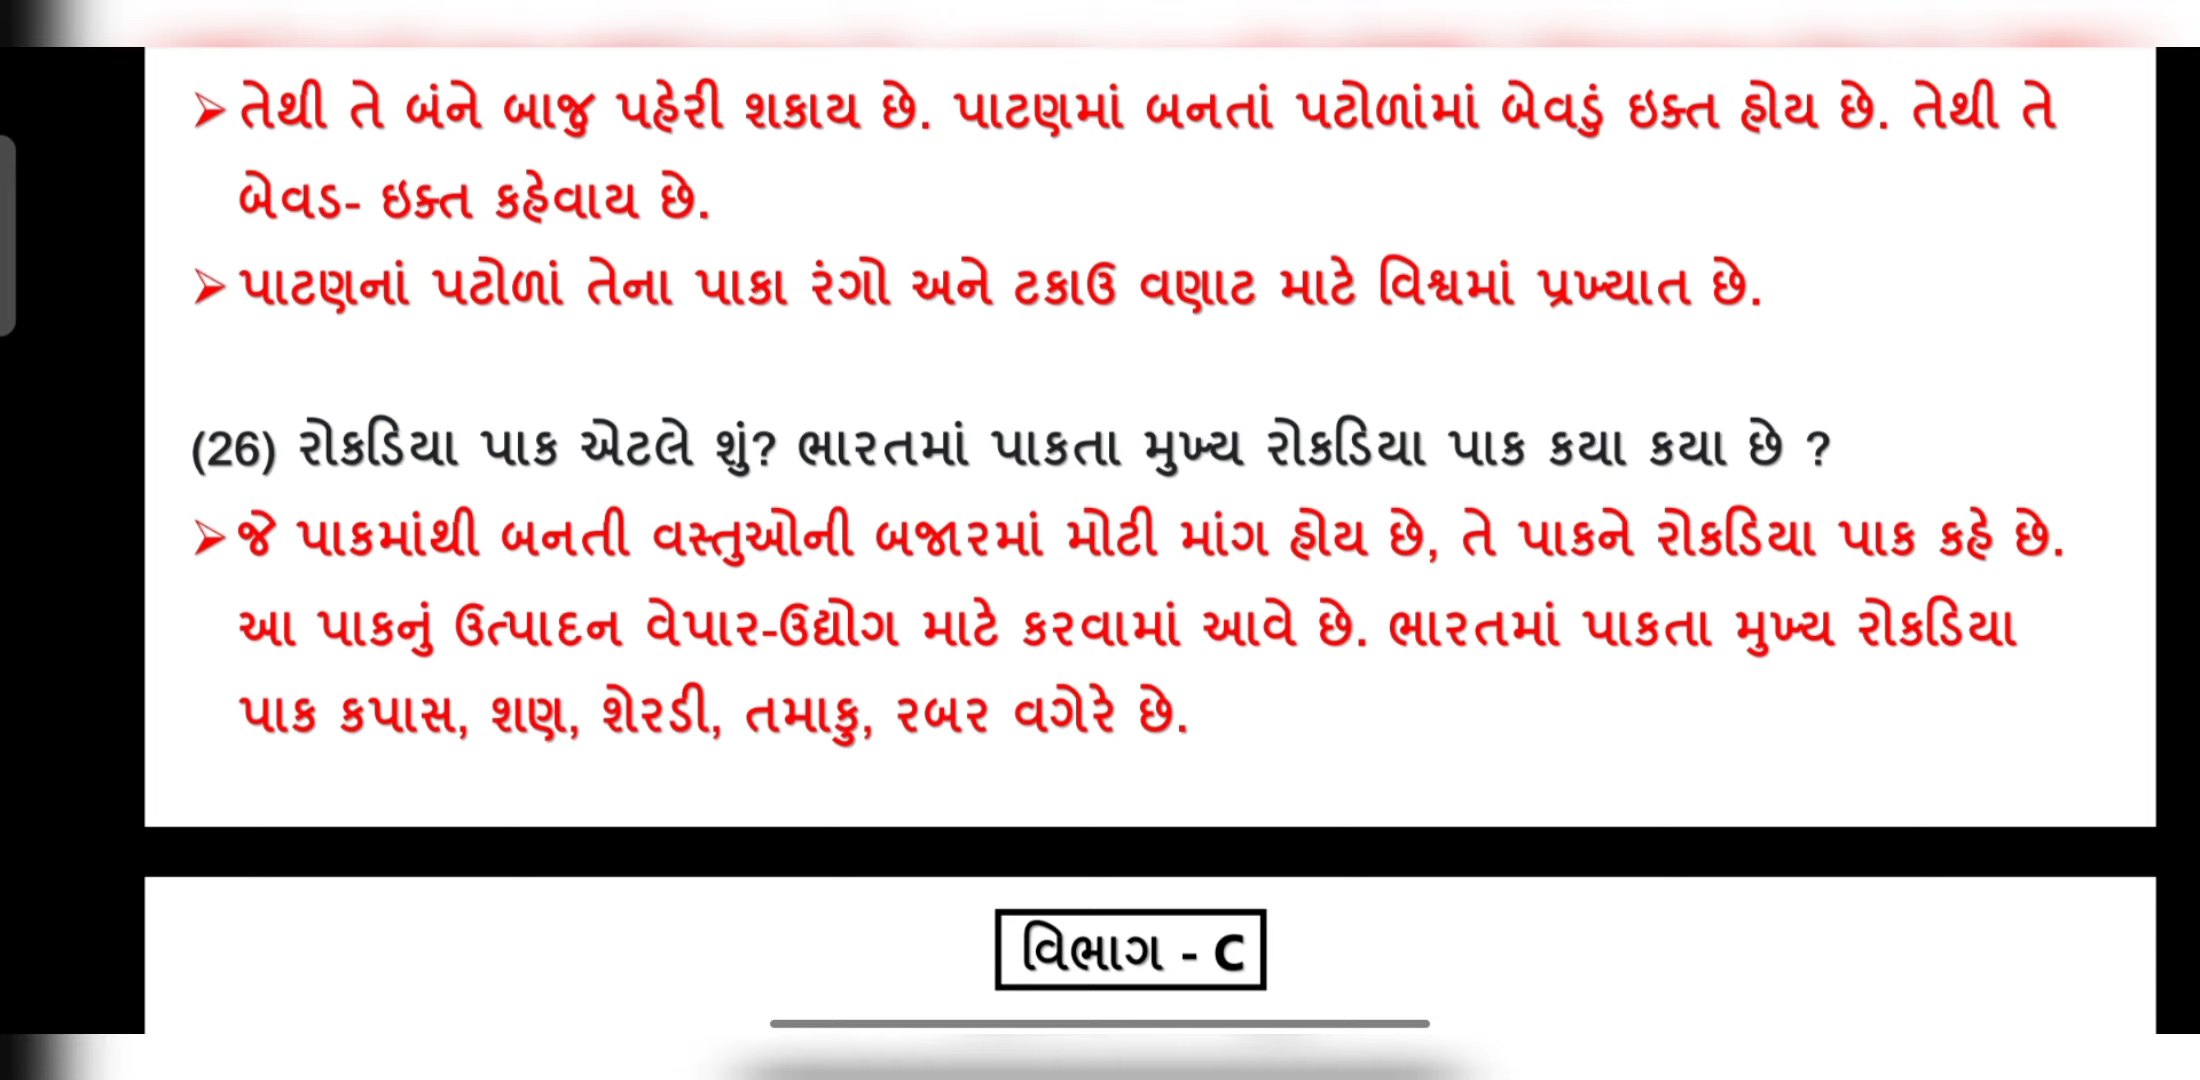 ➢ તેથી તે બંને બાજુ પહેરી શકાય છે. પાટણમાં બનતાં પટોળાંમાં બેવડું ઇક્ત હોય છે. તેથી તે
બેવડ- ઇક્ત કહેવાય છે.
➢ પાટણનાં પટોળાં તેના પાકા રંગો અને ટકાઉ વણાટ માટે વિશ્વમાં પ્રખ્યાત છે.
(26) રોકડિયા પાક એટલે શું? ભારતમાં પાકતા મુખ્ય રોકડિયા પાક કયા કયા છે ?
➢ જે પાકમાંથી બનતી વસ્તુઓની બજારમાં મોટી માંગ હોય છે, તે પાકને રોકડિયા પાક કહે છે.
આ પાકનું ઉત્પાદન વેપાર-ઉદ્યોગ માટે કરવામાં આવે છે. ભારતમાં પાકતા મુખ્ય રોકડિયા
પાક કપાસ, શણ, શેરડી, તમાકુ, રબર વગેરે છે.
વિભાગ - C